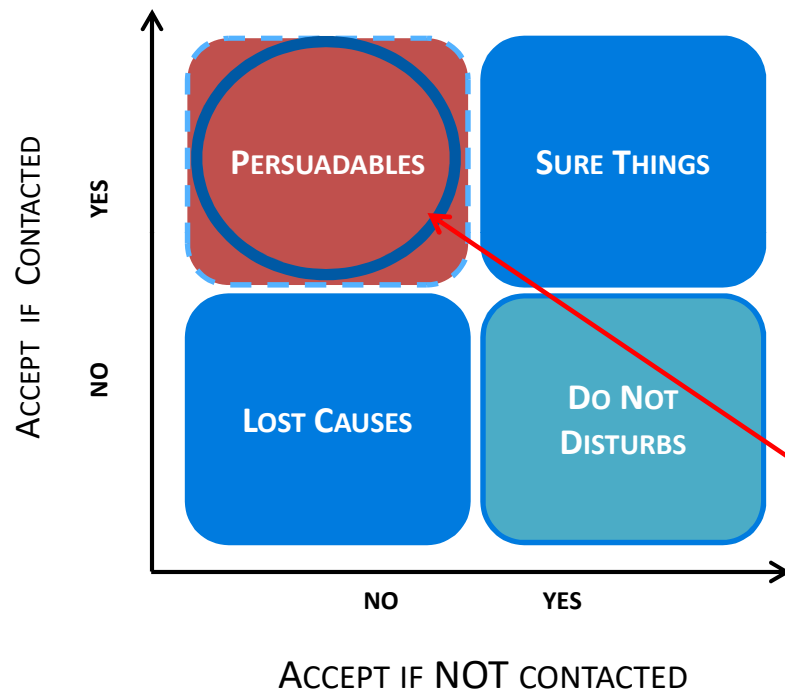 ACCEPT IF CONTACTED
YES
NO
PERSUADABLES
SURE THINGS
LOST CAUSES
DO NOT
DISTURBS
NO
YES
ACCEPT IF NOT CONTACTED